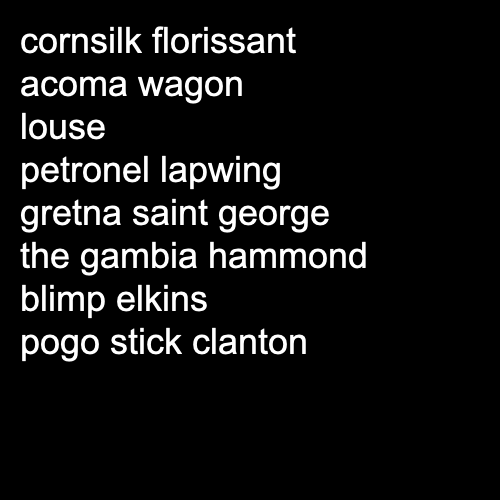 cornsilk florissant
acoma wagon
louse
petronel lapwing
gretna saint george
the gambia hammond
blimp elkins
pogo stick clanton